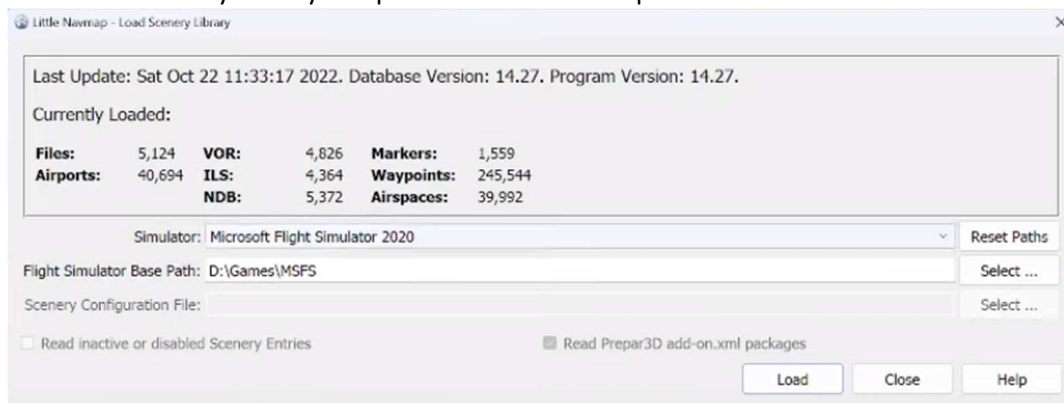 Little Navmap - Load Scenery Library
Last Update: Sat Oct 22 11:33:17 2022. Database Version: 14.27. Program Version: 14.27.
Currently Loaded:
Files: 5,124 VOR: 4,826 Markers: 1,559
Airports: 40,694 ILS: 4,364 Waypoints: 245,544
NDB: 5,372 Airspaces: 39,992
Simulator: Microsoft Flight Simulator 2020 Reset Paths
Flight Simulator Base Path: D:\Games\MSFS Select ...
Scenery Configuration File: Select ...
Read inactive or disabled Scenery Entries Read Prepar3D add-on.xml packages
Load Close Help